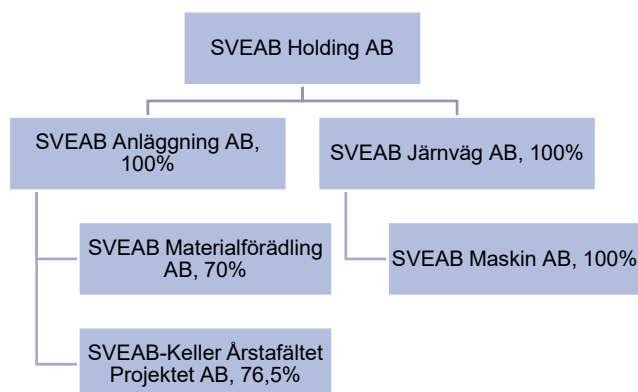 SVEAB Holding AB
SVEAB Anläggning AB,
100%
SVEAB Järnväg AB, 100%
SVEAB Materialförädling
AB, 70%
SVEAB Maskin AB, 100%
SVEAB-Keller Årstafältet
Projektet AB, 76,5%